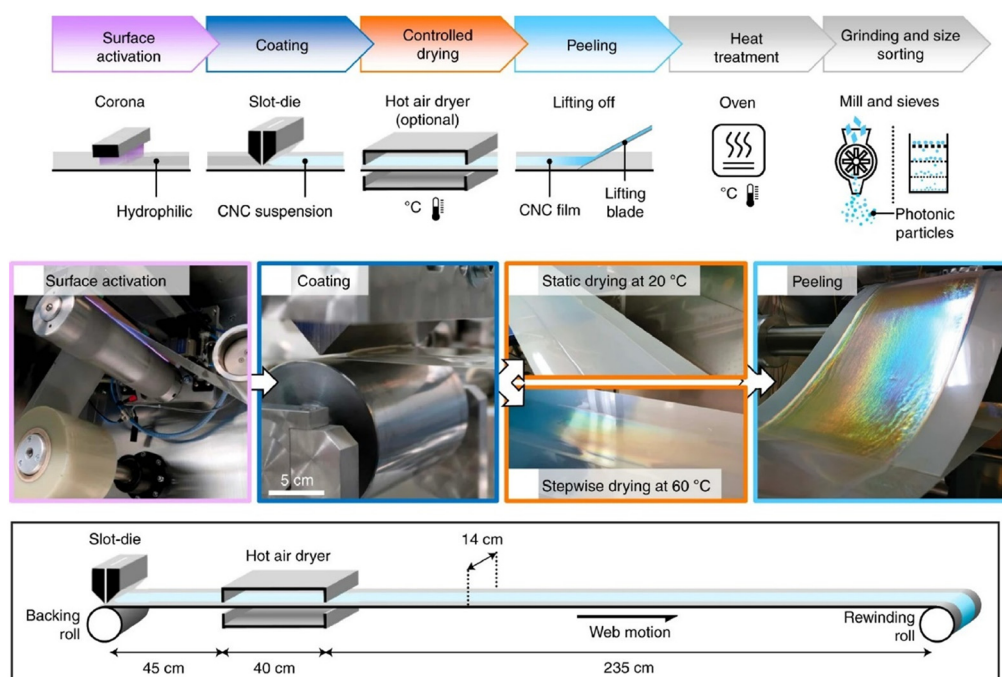 Surface
activation
Coating
Controlled
drying
Peeling
Heat
treatment
Grinding and size
sorting
Corona
Slot-die
Hot air dryer
(optional)
Lifting off
Oven
Mill and sieves
Hydrophilic
CNC suspension
°C
CNC film
Lifting
blade
°C
Photonic
particles
Surface activation
Coating
Static drying at 20 °C
Peeling
5 cm
Stepwise drying at 60 °C
Slot-die
Hot air dryer
14 cm
Backing
roll
Web motion
Rewinding
roll
45 cm
40 cm
235 cm